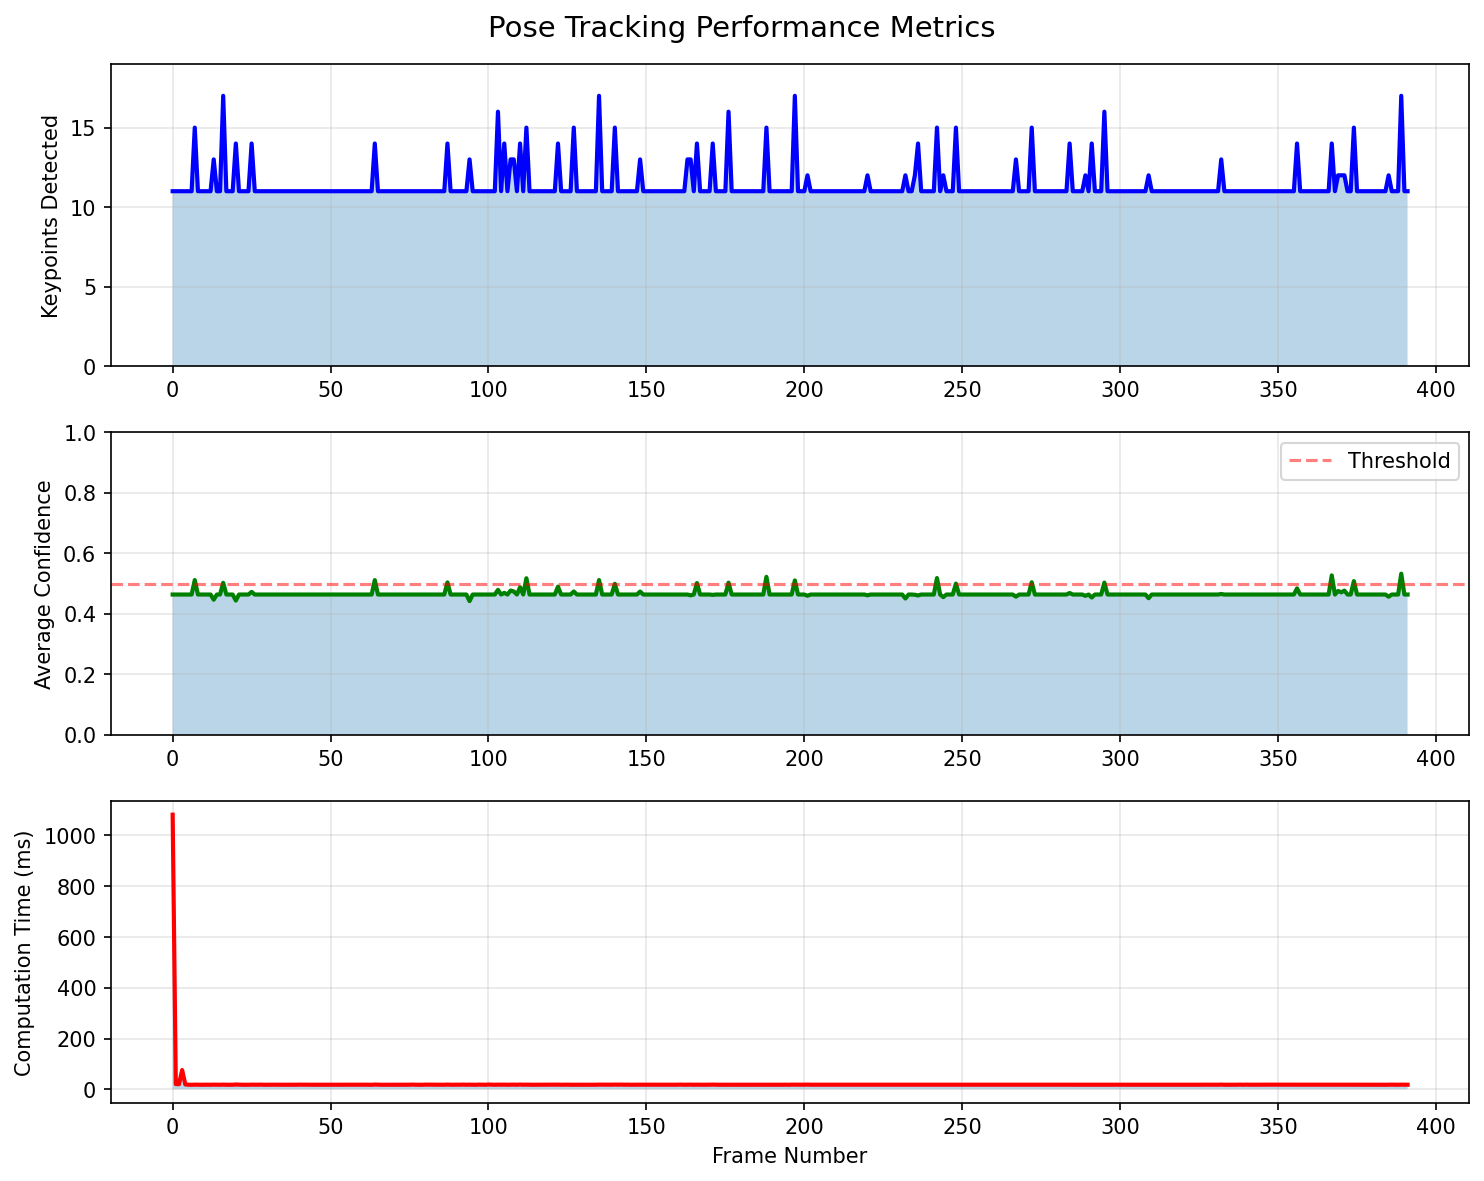 Pose Tracking Performance Metrics
Keypoints Detected
15
10
5
0
0 50 100 150 200 250 300 350 400
Average Confidence
1.0
0.8
0.6
0.4
0.2
0.0
Threshold
0 50 100 150 200 250 300 350 400
Computation Time (ms)
1000
800
600
400
200
0
0 50 100 150 200 250 300 350 400
Frame Number